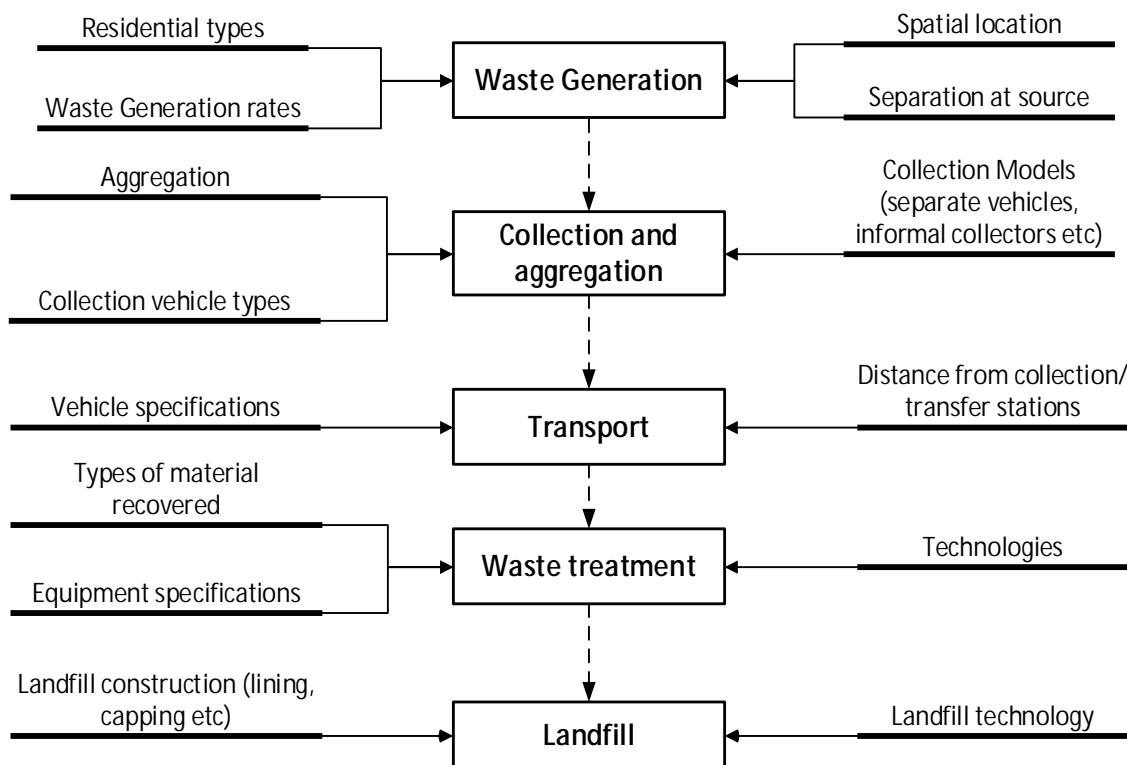 Residential types
Waste Generation rates
Waste Generation
Spatial location
Separation at source
Aggregation
Collection vehicle types
Collection and
aggregation
Collection Models
(separate vehicles,
informal collectors etc)
Vehicle specifications
Transport
Distance from collection/
transfer stations
Types of material
recovered
Equipment specifications
Waste treatment
Technologies
Landfill construction (lining,
capping etc)
Landfill
Landfill technology